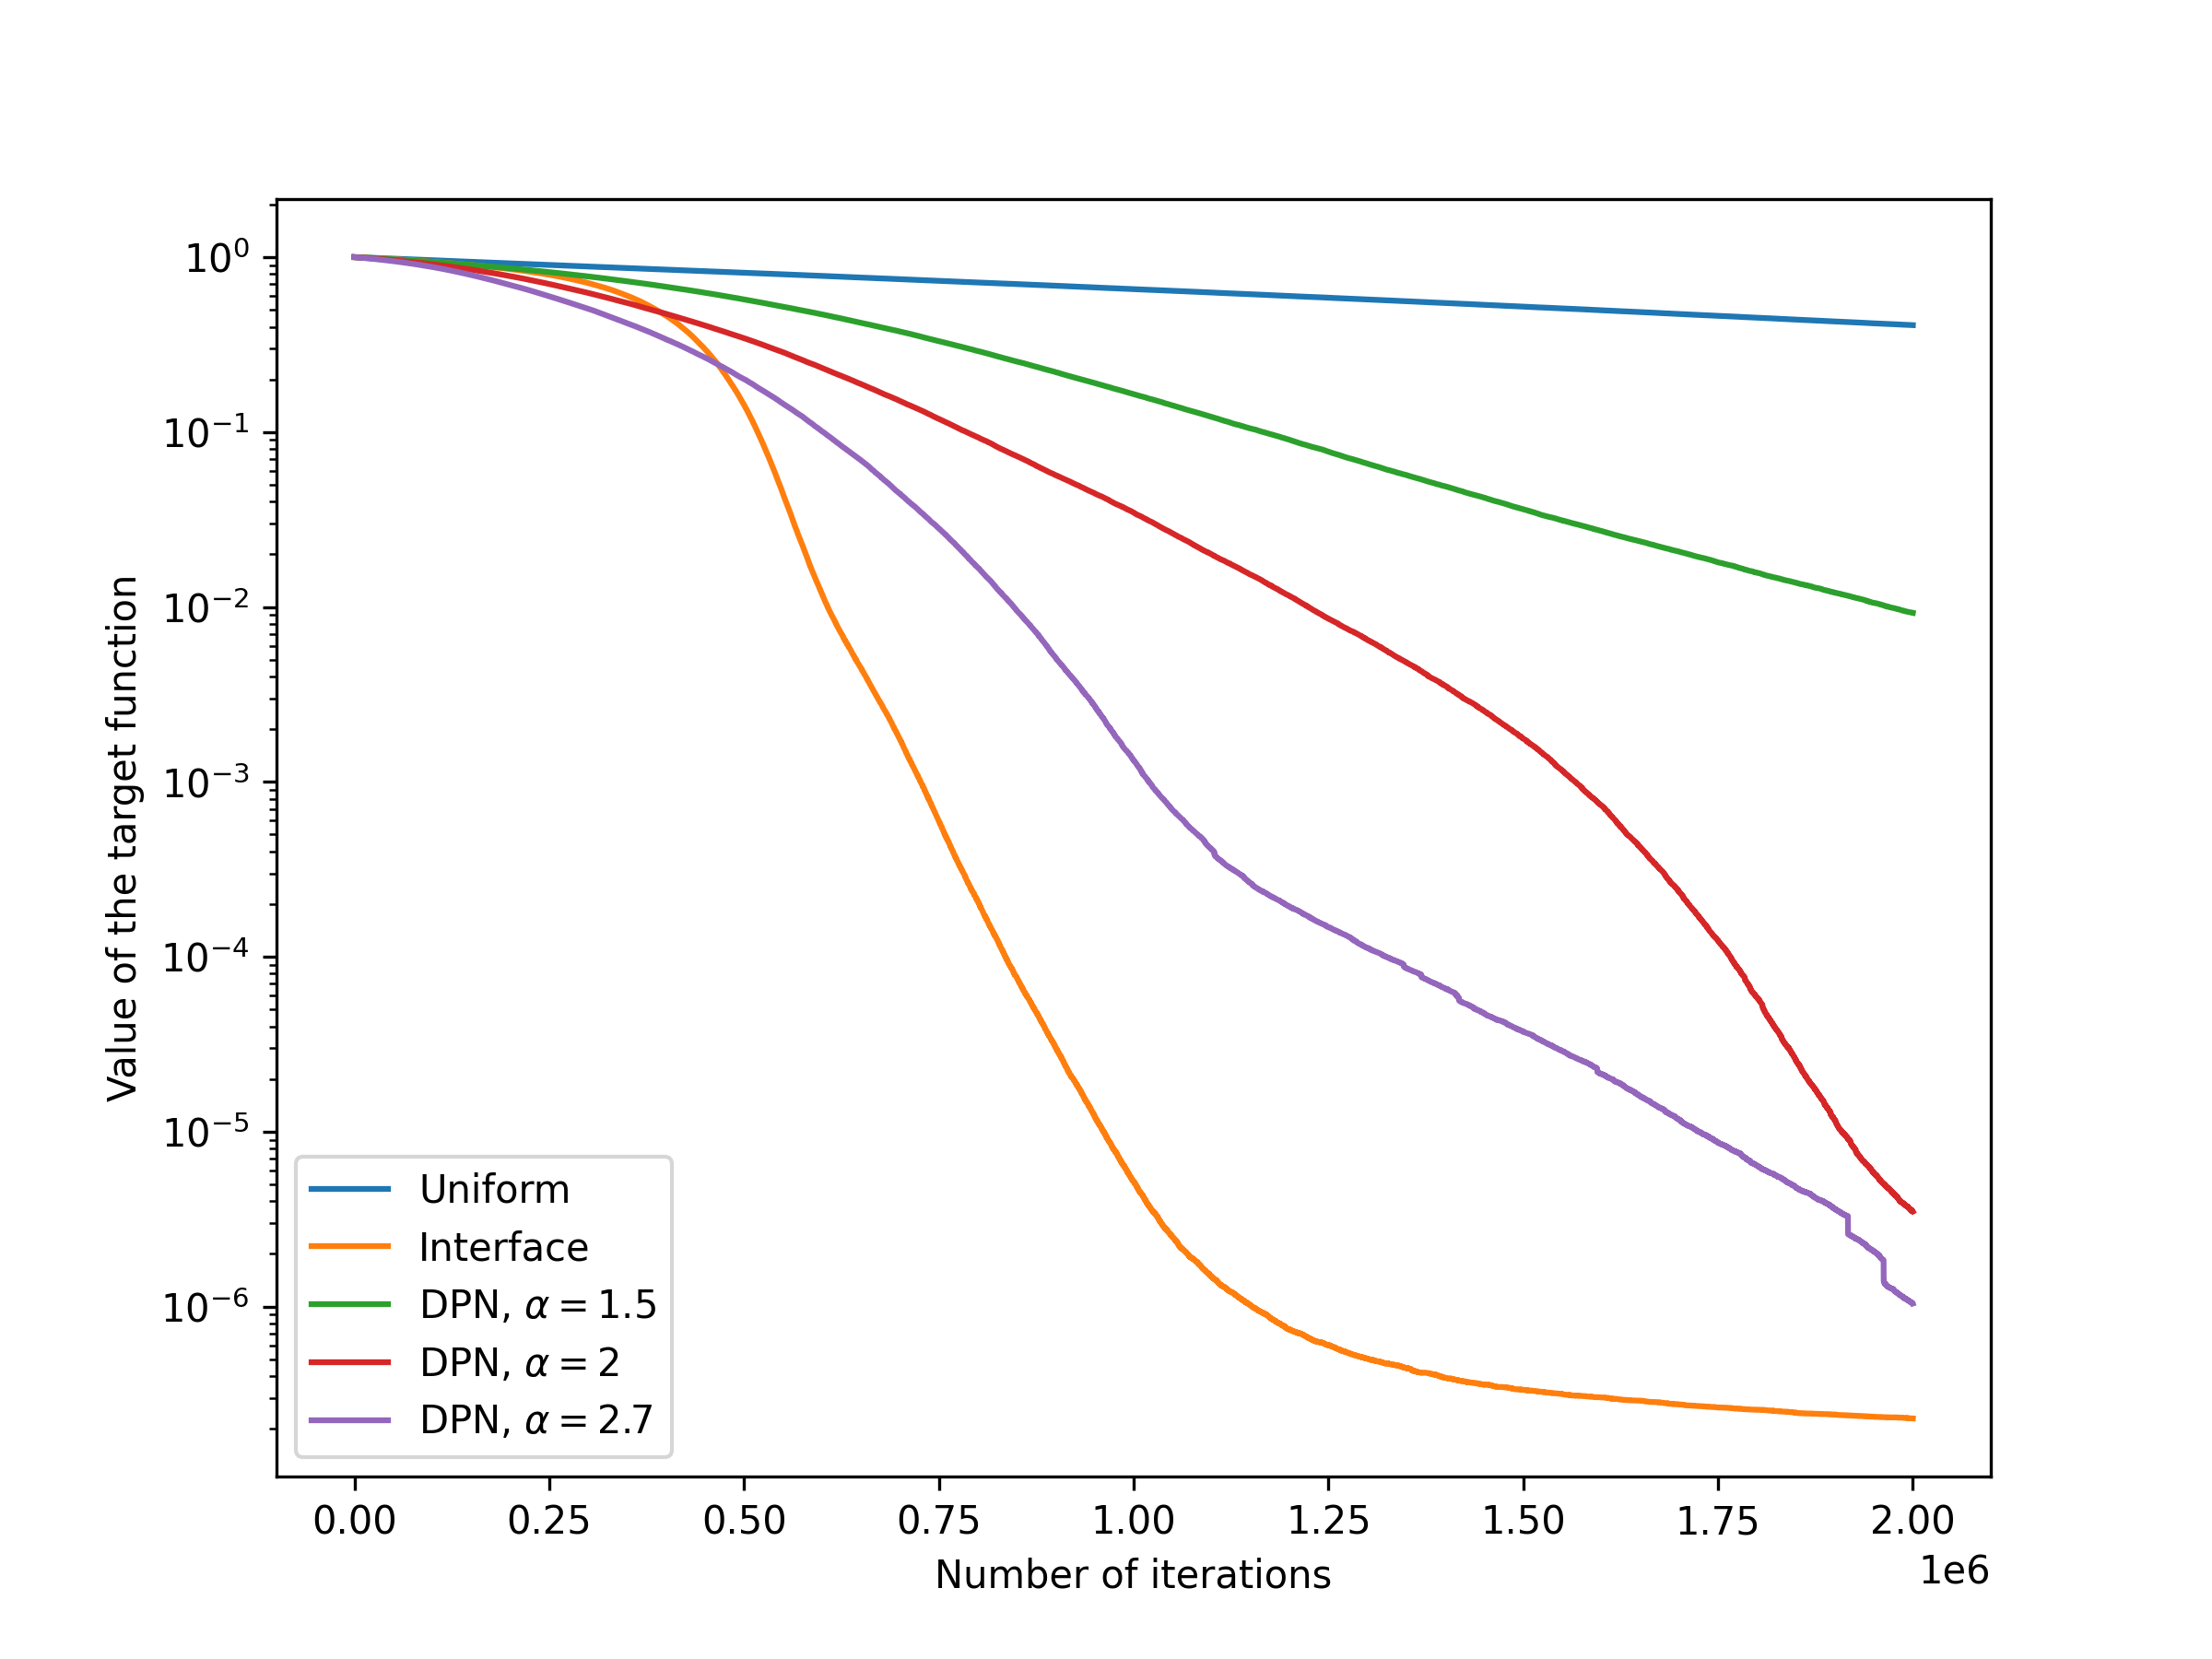 10⁰
10⁻¹
10⁻²
10⁻³
10⁻⁴
10⁻⁵
10⁻⁶
Value of the target function
Uniform
Interface
DPN, α = 1.5
DPN, α = 2
DPN, α = 2.7
0.00 0.25 0.50 0.75 1.00 1.25 1.50 1.75 2.00
1e6
Number of iterations